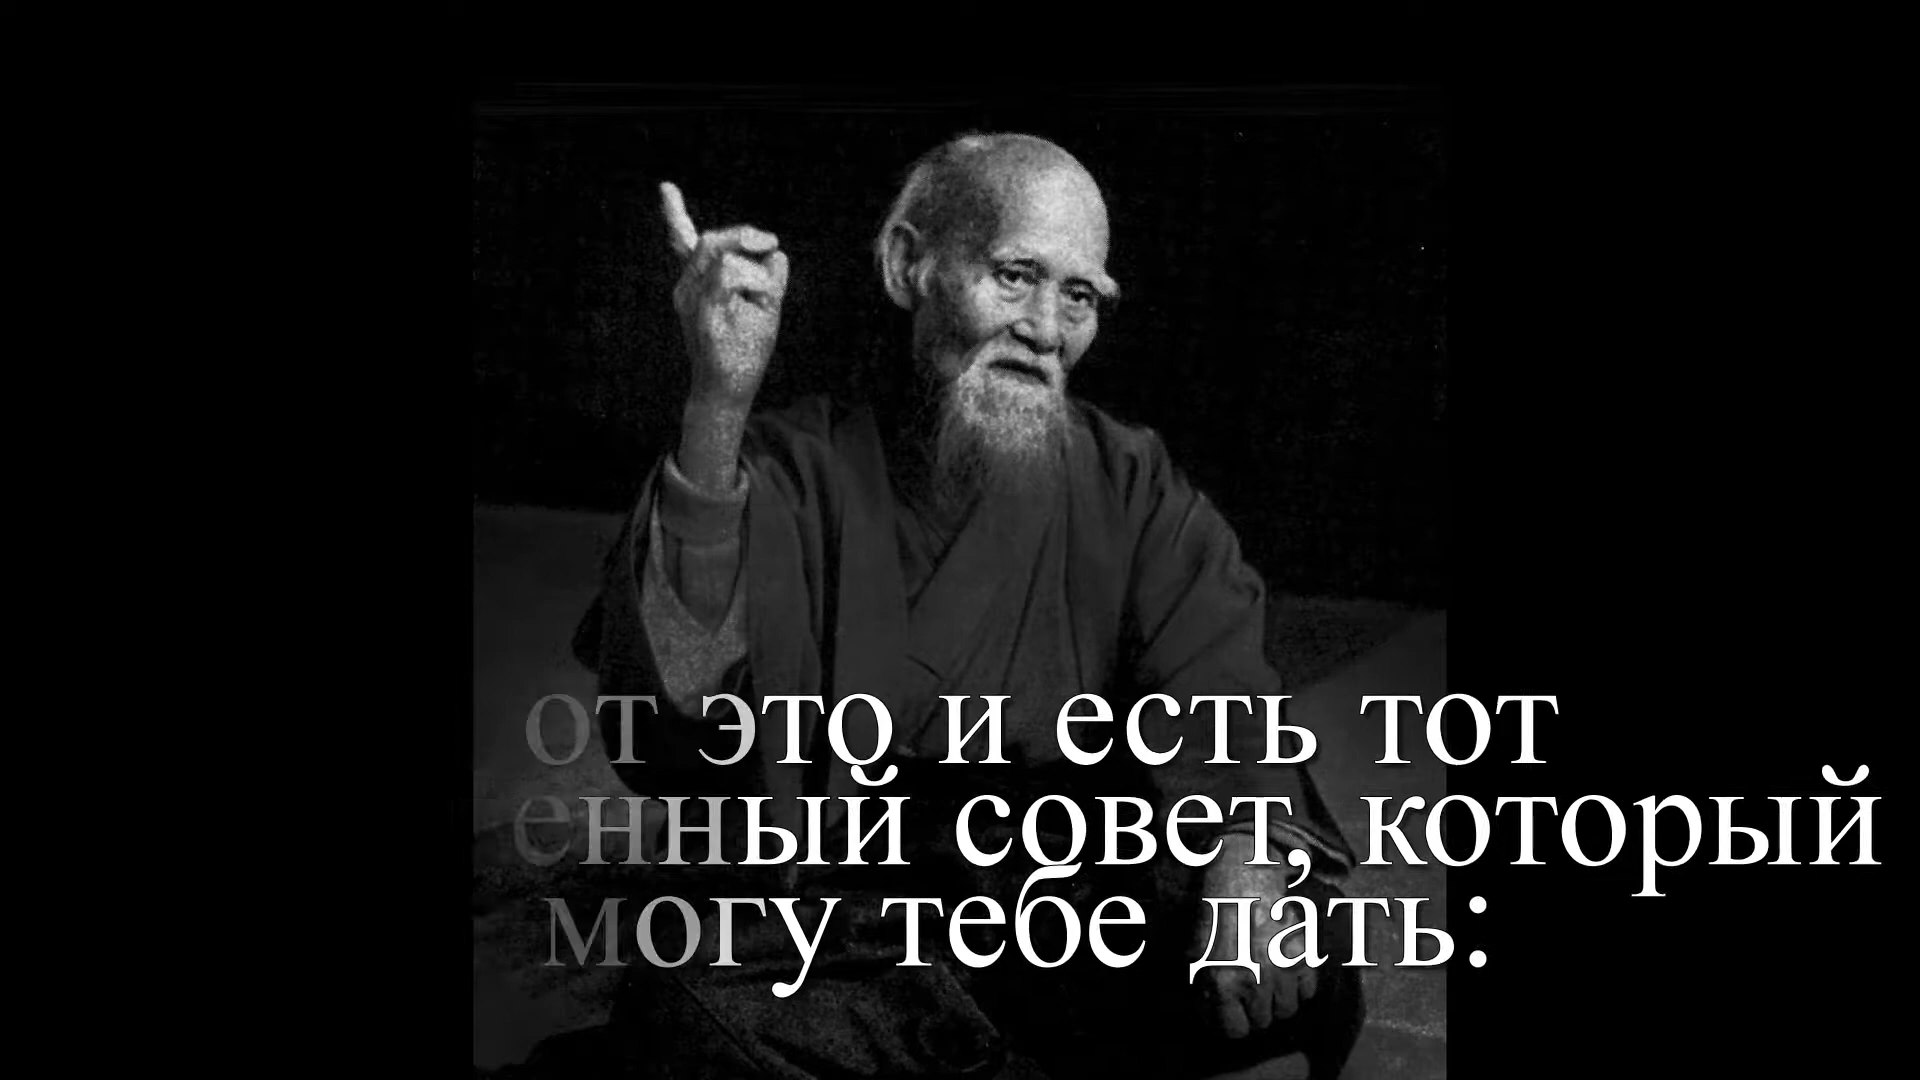 от это и есть тот
енный совет, который
могу тебе дать: